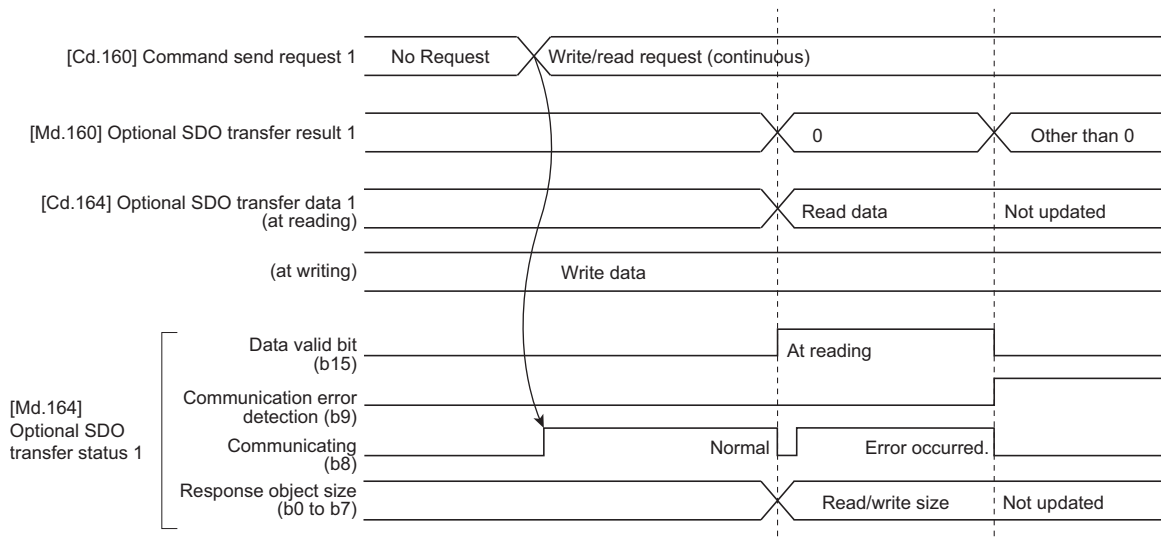 [Cd.160] Command send request 1
No Request
Write/read request (continuous)
[Md.160] Optional SDO transfer result 1
0
Other than 0
[Cd.164] Optional SDO transfer data 1
(at reading)
Read data
Not updated
(at writing)
Write data
[Md.164]
Optional SDO
transfer status 1
Data valid bit
(b15)
At reading
Communication error
detection (b9)
Communicating
(b8)
Normal
Error occurred.
Response object size
(b0 to b7)
Read/write size
Not updated